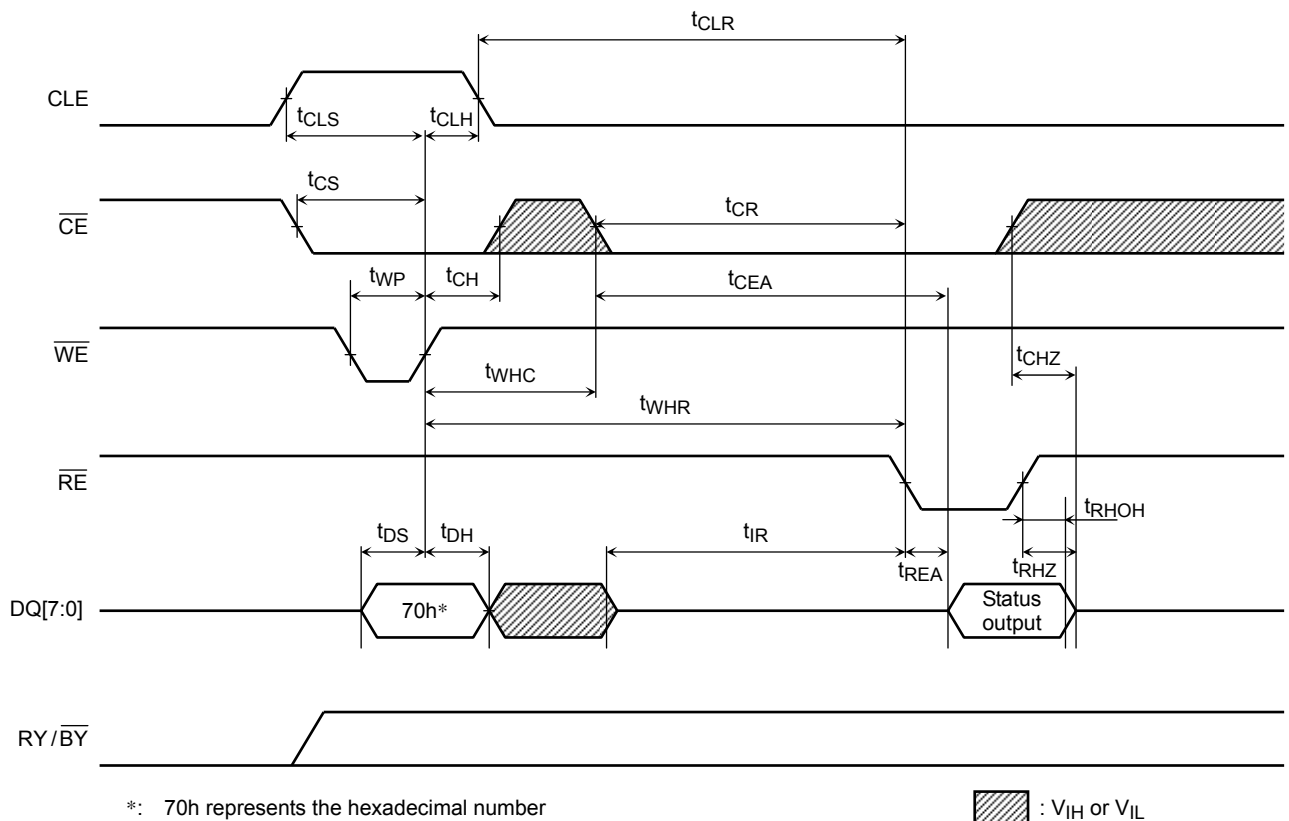 tCLR
CLE
tCLS
tCLH
tCS
CE
tCR
tWP
tCH
tCEA
WE
tCHZ
tWHC
tWHR
RE
tRHOH
tDS
tDH
tIR
tREA
tRHZ
DQ[7:0]
70h*
Status
output
RY/BY
*: 70h represents the hexadecimal number
: VIH or VIL